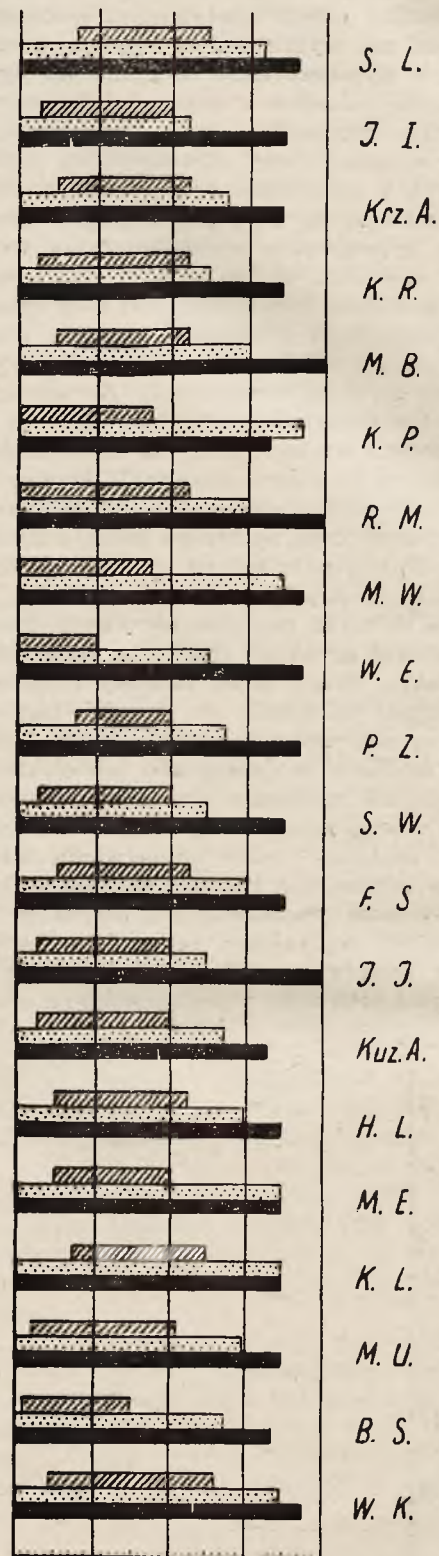 S. L.
J. I.
Krz. A.
K. R.
M. B.
K. P.
R. M.
M. W.
W. E.
P. Z.
S. W.
F. S
J. J.
Kuz. A.
H. L.
M. E.
K. L.
M. U.
B. S.
W. K.